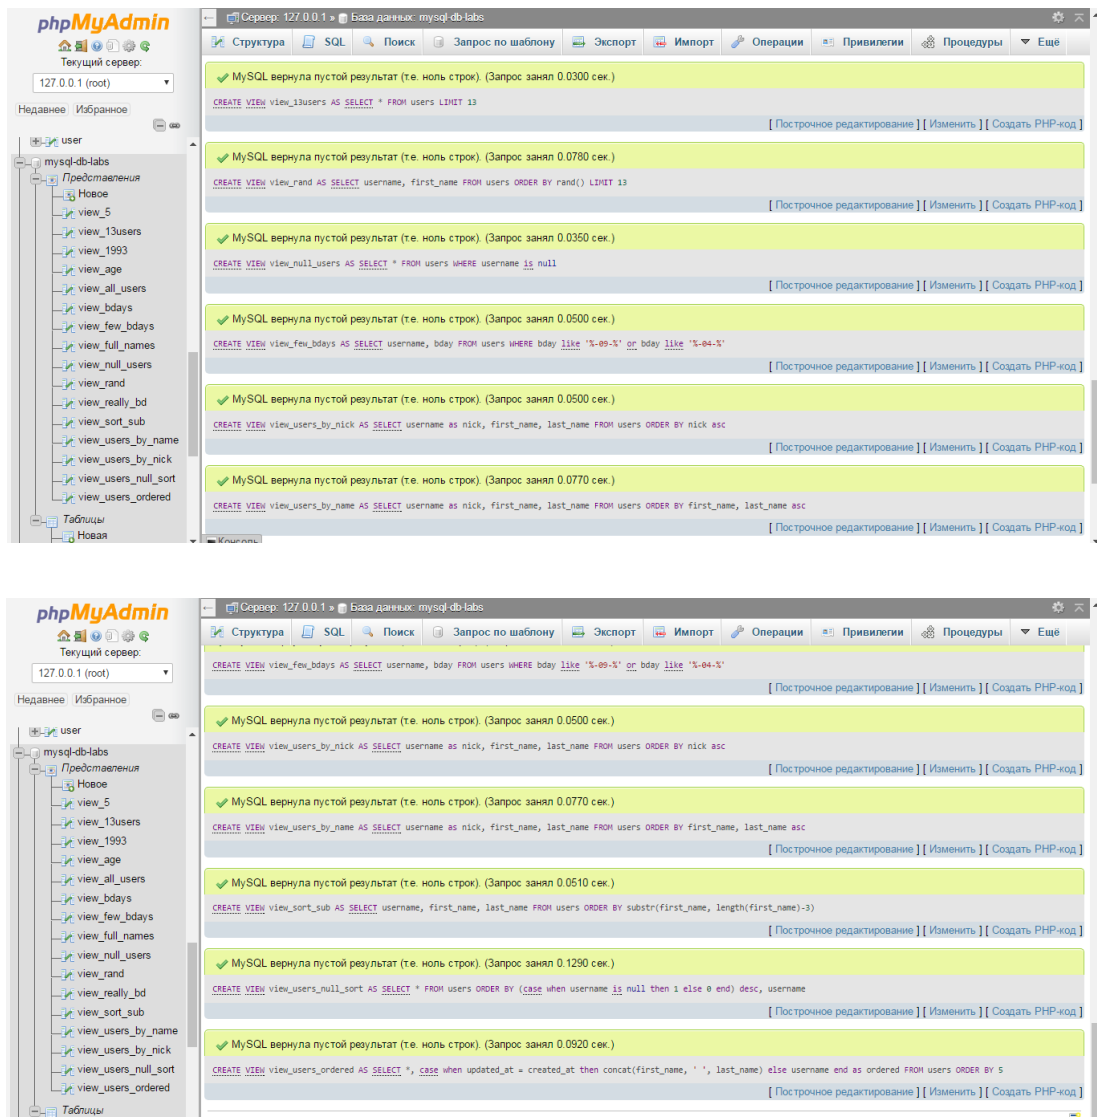 phpMyAdmin
Текущий сервер:
127.0.0.1 (root)
Недавнее Избранное
user
mysql-db-labs
Представления
Новое
view_5
view_13users
view_1993
view_age
view_all_users
view_bdays
view_few_bdays
view_full_names
view_null_users
view_rand
view_really_bd
view_sort_sub
view_users_by_name
view_users_by_nick
view_users_null_sort
view_users_ordered
Таблицы
Новая
Сервер: 127.0.0.1 » База данных: mysql-db-labs
Структура SQL Поиск Запрос по шаблону Экспорт Импорт Операции Привилегии Процедуры Ещё
MySQL вернула пустой результат (т.е. ноль строк). (Запрос занял 0.0300 сек.)
CREATE VIEW view_13users AS SELECT * FROM users LIMIT 13
[ Построчное редактирование ] [ Изменить ] [ Создать PHP-код ]
MySQL вернула пустой результат (т.е. ноль строк). (Запрос занял 0.0780 сек.)
CREATE VIEW view_rand AS SELECT username, first_name FROM users ORDER BY rand() LIMIT 13
[ Построчное редактирование ] [ Изменить ] [ Создать PHP-код ]
MySQL вернула пустой результат (т.е. ноль строк). (Запрос занял 0.0350 сек.)
CREATE VIEW view_null_users AS SELECT * FROM users WHERE username is null
[ Построчное редактирование ] [ Изменить ] [ Создать PHP-код ]
MySQL вернула пустой результат (т.е. ноль строк). (Запрос занял 0.0500 сек.)
CREATE VIEW view_few_bdays AS SELECT username, bday FROM users WHERE bday like '%-09-%' or bday like '%-04-%'
[ Построчное редактирование ] [ Изменить ] [ Создать PHP-код ]
MySQL вернула пустой результат (т.е. ноль строк). (Запрос занял 0.0500 сек.)
CREATE VIEW view_users_by_nick AS SELECT username as nick, first_name, last_name FROM users ORDER BY nick asc
[ Построчное редактирование ] [ Изменить ] [ Создать PHP-код ]
MySQL вернула пустой результат (т.е. ноль строк). (Запрос занял 0.0770 сек.)
CREATE VIEW view_users_by_name AS SELECT username as nick, first_name, last_name FROM users ORDER BY first_name, last_name asc
[ Построчное редактирование ] [ Изменить ] [ Создать PHP-код ]
Консоль
phpMyAdmin
Текущий сервер:
127.0.0.1 (root)
Недавнее Избранное
user
mysql-db-labs
Представления
Новое
view_5
view_13users
view_1993
view_age
view_all_users
view_bdays
view_few_bdays
view_full_names
view_null_users
view_rand
view_really_bd
view_sort_sub
view_users_by_name
view_users_by_nick
view_users_null_sort
view_users_ordered
Таблицы
Сервер: 127.0.0.1 » База данных: mysql-db-labs
Структура SQL Поиск Запрос по шаблону Экспорт Импорт Операции Привилегии Процедуры Ещё
CREATE VIEW view_few_bdays AS SELECT username, bday FROM users WHERE bday like '%-09-%' or bday like '%-04-%'
[ Построчное редактирование ] [ Изменить ] [ Создать PHP-код ]
MySQL вернула пустой результат (т.е. ноль строк). (Запрос занял 0.0500 сек.)
CREATE VIEW view_users_by_nick AS SELECT username as nick, first_name, last_name FROM users ORDER BY nick asc
[ Построчное редактирование ] [ Изменить ] [ Создать PHP-код ]
MySQL вернула пустой результат (т.е. ноль строк). (Запрос занял 0.0770 сек.)
CREATE VIEW view_users_by_name AS SELECT username as nick, first_name, last_name FROM users ORDER BY first_name, last_name asc
[ Построчное редактирование ] [ Изменить ] [ Создать PHP-код ]
MySQL вернула пустой результат (т.е. ноль строк). (Запрос занял 0.0510 сек.)
CREATE VIEW view_sort_sub AS SELECT username, first_name, last_name FROM users ORDER BY substr(first_name, length(first_name)-3)
[ Построчное редактирование ] [ Изменить ] [ Создать PHP-код ]
MySQL вернула пустой результат (т.е. ноль строк). (Запрос занял 0.1290 сек.)
CREATE VIEW view_users_null_sort AS SELECT * FROM users ORDER BY (case when username is null then 1 else 0 end) desc, username
[ Построчное редактирование ] [ Изменить ] [ Создать PHP-код ]
MySQL вернула пустой результат (т.е. ноль строк). (Запрос занял 0.0920 сек.)
CREATE VIEW view_users_ordered AS SELECT *, case when updated_at = created_at then concat(first_name, ' ', last_name) else username end as ordered FROM users ORDER BY 5
[ Построчное редактирование ] [ Изменить ] [ Создать PHP-код ]